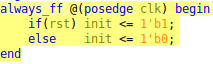 always_ff @(posedge clk) begin
    if(rst) init <= 1'b1;
    else    init <= 1'b0;
end